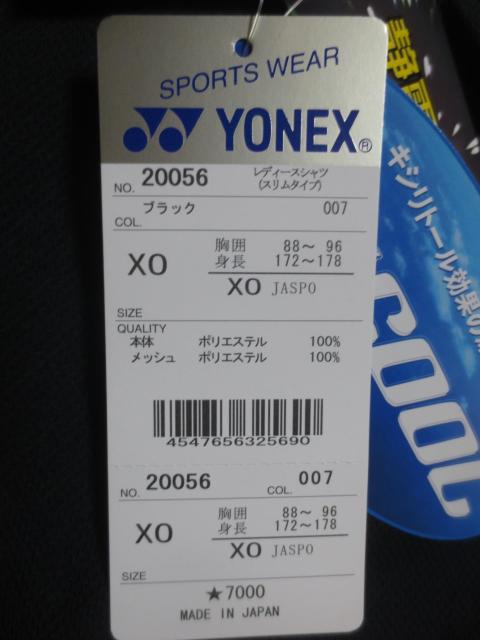 SPORTS WEAR
YONEX®
NO. 20056 レディースシャツ
(スリムタイプ)
ブラック 007
COL.
XO 胸囲 88〜 96
身長 172〜178
XO JASPO
SIZE
QUALITY
本体 ポリエステル 100%
メッシュ ポリエステル 100%
4547656325690
NO. 20056 COL. 007
XO 胸囲 88〜 96
身長 172〜178
XO JASPO
SIZE
★7000
MADE IN JAPAN
静
キシリトール効果の
COOL